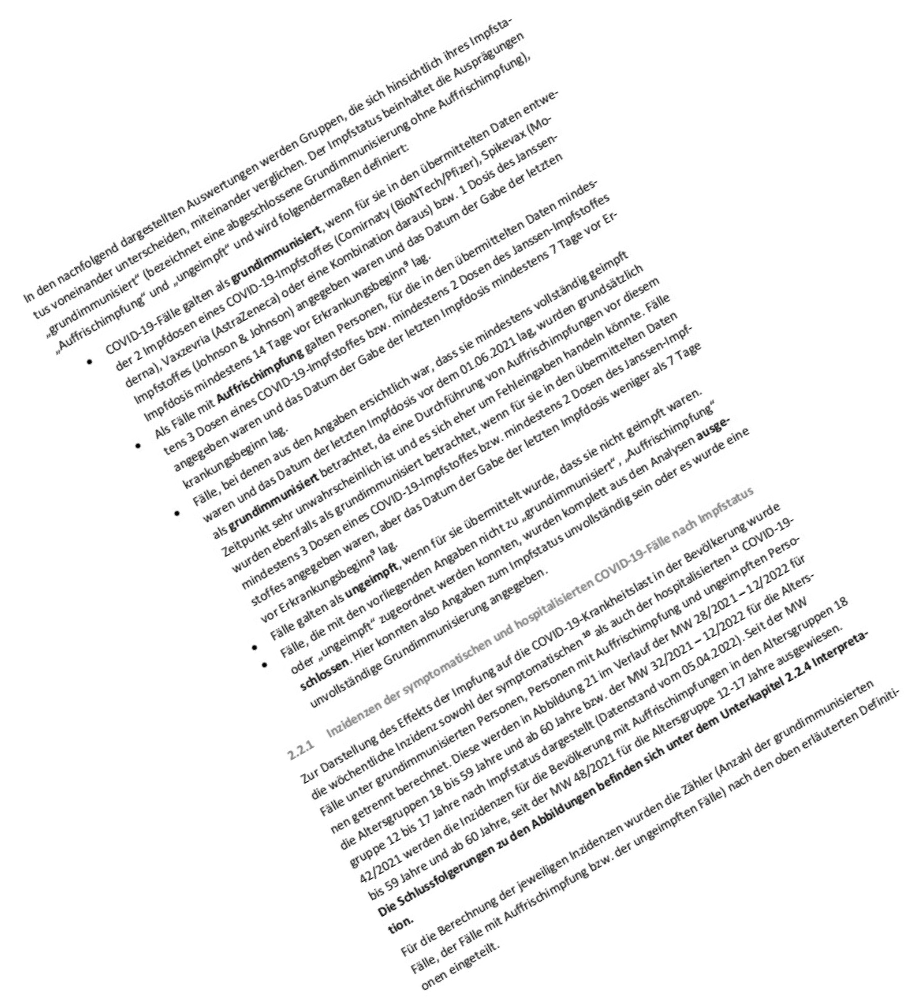 In den nachfolgend dargestellten Auswertungen werden Gruppen, die sich hinsichtlich ihres Impfsta-
tus voneinander unterscheiden, miteinander verglichen. Der Impfstatus beinhaltet die Ausprägungen
„grundimmunisiert“ (bezeichnet eine abgeschlossene Grundimmunisierung ohne Auffrischimpfung),
„Auffrischimpfung“ und „ungeimpft“ und wird folgendermaßen definiert:
• COVID-19-Fälle galten als grundimmunisiert, wenn für sie in den übermittelten Daten entwe-
der 2 Impfdosen eines COVID-19-Impfstoffes (Comirnaty (BioNTech/Pfizer), Spikevax (Mo-
derna), Vaxzevria (AstraZeneca) oder eine Kombination daraus) bzw. 1 Dosis des Janssen-
Impfstoffes (Johnson & Johnson) angegeben waren und das Datum der Gabe der letzten
Impfdosis mindestens 14 Tage vor Erkrankungsbeginn⁹ lag.
• Als Fälle mit Auffrischimpfung galten Personen, für die in den übermittelten Daten mindes-
tens 3 Dosen eines COVID-19-Impfstoffes bzw. mindestens 2 Dosen des Janssen-Impfstoffes
angegeben waren und das Datum der Gabe der letzten Impfdosis mindestens 7 Tage vor Er-
krankungsbeginn lag.
• Fälle, bei denen aus den Angaben ersichtlich war, dass sie mindestens vollständig geimpft
waren und das Datum der letzten Impfdosis vor dem 01.06.2021 lag, wurden grundsätzlich
als grundimmunisiert betrachtet, da eine Durchführung von Auffrischimpfungen vor diesem
Zeitpunkt sehr unwahrscheinlich ist und es sich eher um Fehleingaben handeln könnte. Fälle
wurden ebenfalls als grundimmunisiert betrachtet, wenn für sie in den übermittelten Daten
mindestens 3 Dosen eines COVID-19-Impfstoffes bzw. mindestens 2 Dosen des Janssen-Impf-
stoffes angegeben waren, aber das Datum der Gabe der letzten Impfdosis weniger als 7 Tage
vor Erkrankungsbeginn⁹ lag.
• Fälle galten als ungeimpft, wenn für sie übermittelt wurde, dass sie nicht geimpft waren.
• Fälle, die mit den vorliegenden Angaben nicht zu „grundimmunisiert“, „Auffrischimpfung“
oder „ungeimpft“ zugeordnet werden konnten, wurden komplett aus den Analysen ausge-
schlossen. Hier konnten also Angaben zum Impfstatus unvollständig sein oder es wurde eine
unvollständige Grundimmunisierung angegeben.
2.2.1 Inzidenzen der symptomatischen und hospitalisierten COVID-19-Fälle nach Impfstatus
Zur Darstellung des Effekts der Impfung auf die COVID-19-Krankheitslast in der Bevölkerung wurde
die wöchentliche Inzidenz sowohl der symptomatischen¹⁰ als auch der hospitalisierten¹¹ COVID-19-
Fälle unter grundimmunisierten Personen, Personen mit Auffrischimpfung und ungeimpften Perso-
nen getrennt berechnet. Diese werden in Abbildung 21 im Verlauf der MW 28/2021 – 12/2022 für
die Altersgruppen 18 bis 59 Jahre und ab 60 Jahre bzw. der MW 32/2021 – 12/2022 für die Alters-
gruppe 12 bis 17 Jahre nach Impfstatus dargestellt (Datenstand vom 05.04.2022). Seit der MW
42/2021 werden die Inzidenzen für die Bevölkerung mit Auffrischimpfungen in den Altersgruppen 18
bis 59 Jahre und ab 60 Jahre, seit der MW 48/2021 für die Altersgruppe 12-17 Jahre ausgewiesen.
Die Schlussfolgerungen zu den Abbildungen befinden sich unter dem Unterkapitel 2.2.4 Interpreta-
tion.
Für die Berechnung der jeweiligen Inzidenzen wurden die Zähler (Anzahl der grundimmunisierten
Fälle, der Fälle mit Auffrischimpfung bzw. der ungeimpften Fälle) nach den oben erläuterten Definiti-
onen eingeteilt.